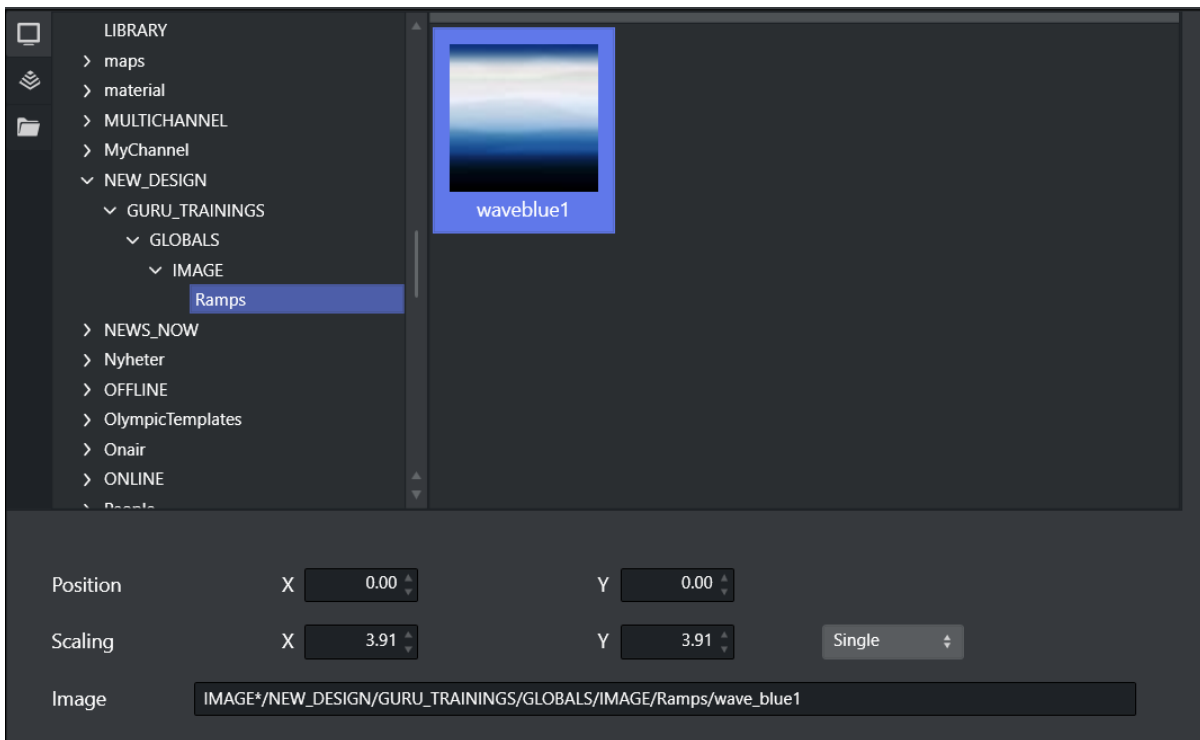 LIBRARY
maps
material
MULTICHANNEL
MyChannel
NEW_DESIGN
GURU_TRAININGS
GLOBALS
IMAGE
Ramps
NEWS_NOW
Nyheter
OFFLINE
OlympicTemplates
Onair
ONLINE
People
waveblue1
Position X 0.00 Y 0.00
Scaling X 3.91 Y 3.91 Single
Image IMAGE*/NEW_DESIGN/GURU_TRAININGS/GLOBALS/IMAGE/Ramps/wave_blue1